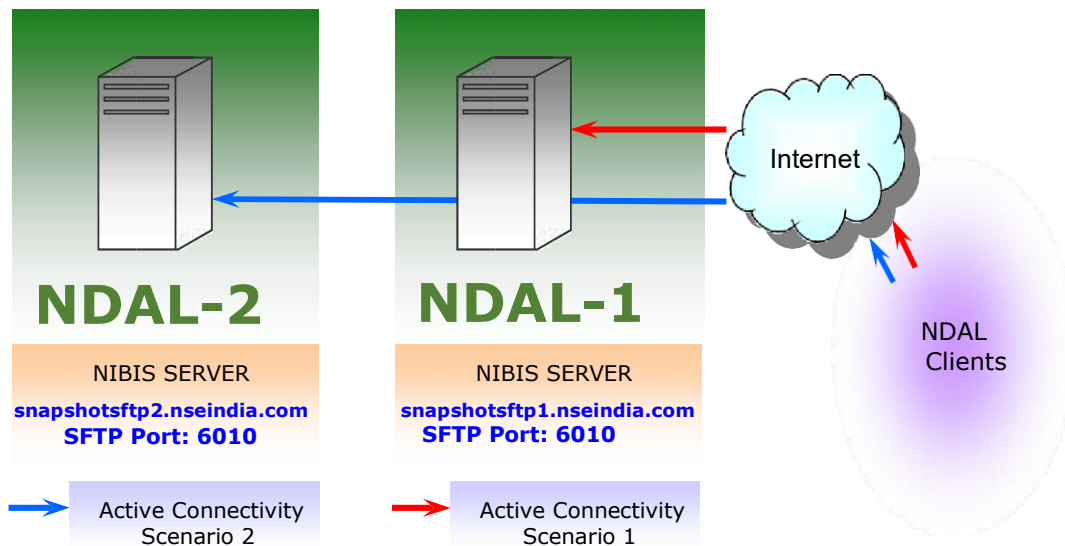 Internet
NDAL-2
NDAL-1
NDAL
Clients
NIBIS SERVER
snapshotsftp2.nseindia.com
SFTP Port: 6010
NIBIS SERVER
snapshotsftp1.nseindia.com
SFTP Port: 6010
Active Connectivity
Scenario 2
Active Connectivity
Scenario 1